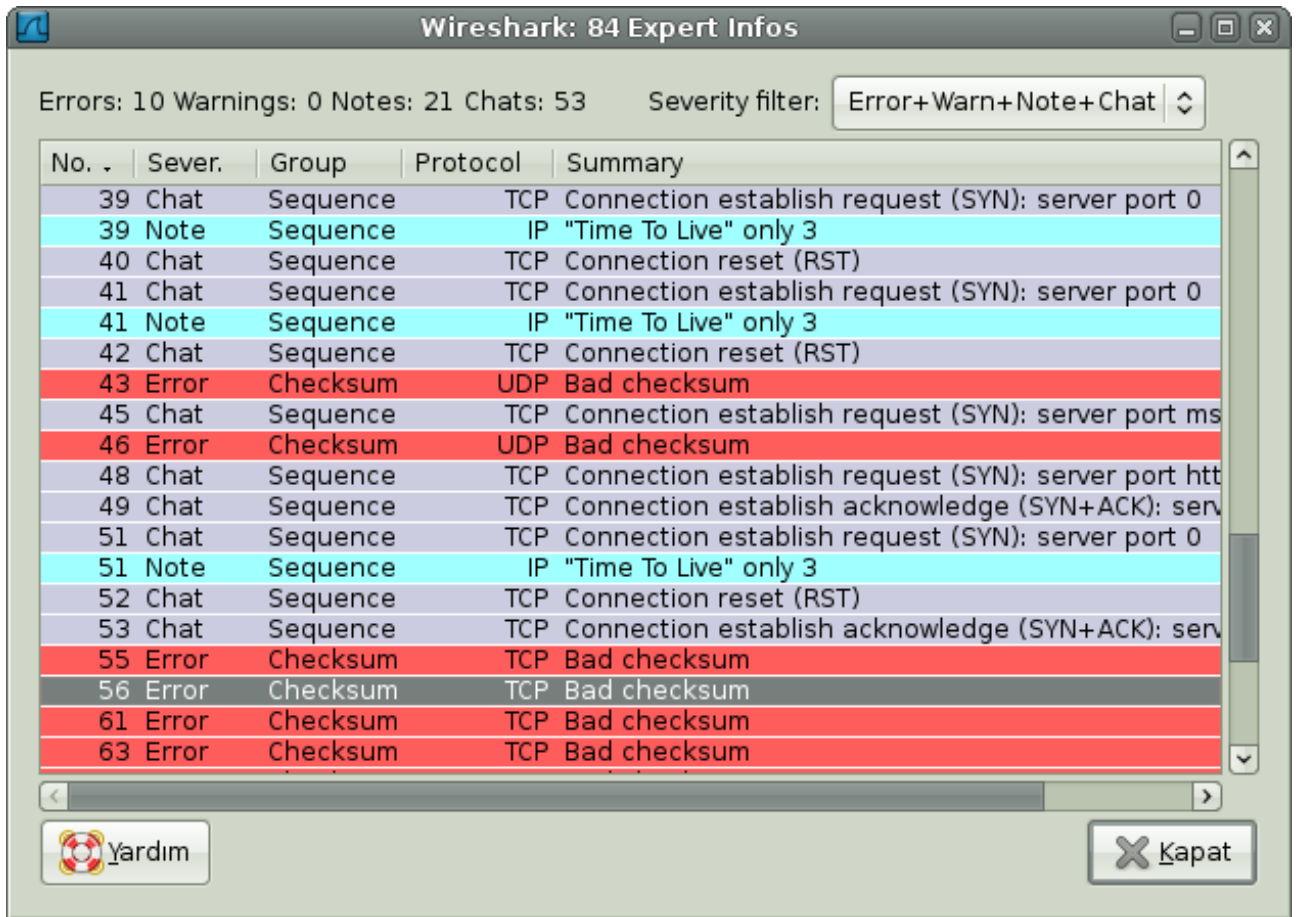 Wireshark: 84 Expert Infos
Errors: 10 Warnings: 0 Notes: 21 Chats: 53 Severity filter: Error+Warn+Note+Chat
No. Sever. Group Protocol Summary
39 Chat Sequence TCP Connection establish request (SYN): server port 0
39 Note Sequence IP "Time To Live" only 3
40 Chat Sequence TCP Connection reset (RST)
41 Chat Sequence TCP Connection establish request (SYN): server port 0
41 Note Sequence IP "Time To Live" only 3
42 Chat Sequence TCP Connection reset (RST)
43 Error Checksum UDP Bad checksum
45 Chat Sequence TCP Connection establish request (SYN): server port ms
46 Error Checksum UDP Bad checksum
48 Chat Sequence TCP Connection establish request (SYN): server port htt
49 Chat Sequence TCP Connection establish acknowledge (SYN+ACK): serv
51 Chat Sequence TCP Connection establish request (SYN): server port 0
51 Note Sequence IP "Time To Live" only 3
52 Chat Sequence TCP Connection reset (RST)
53 Chat Sequence TCP Connection establish acknowledge (SYN+ACK): serv
55 Error Checksum TCP Bad checksum
56 Error Checksum TCP Bad checksum
61 Error Checksum TCP Bad checksum
63 Error Checksum TCP Bad checksum
Yardım Kapat